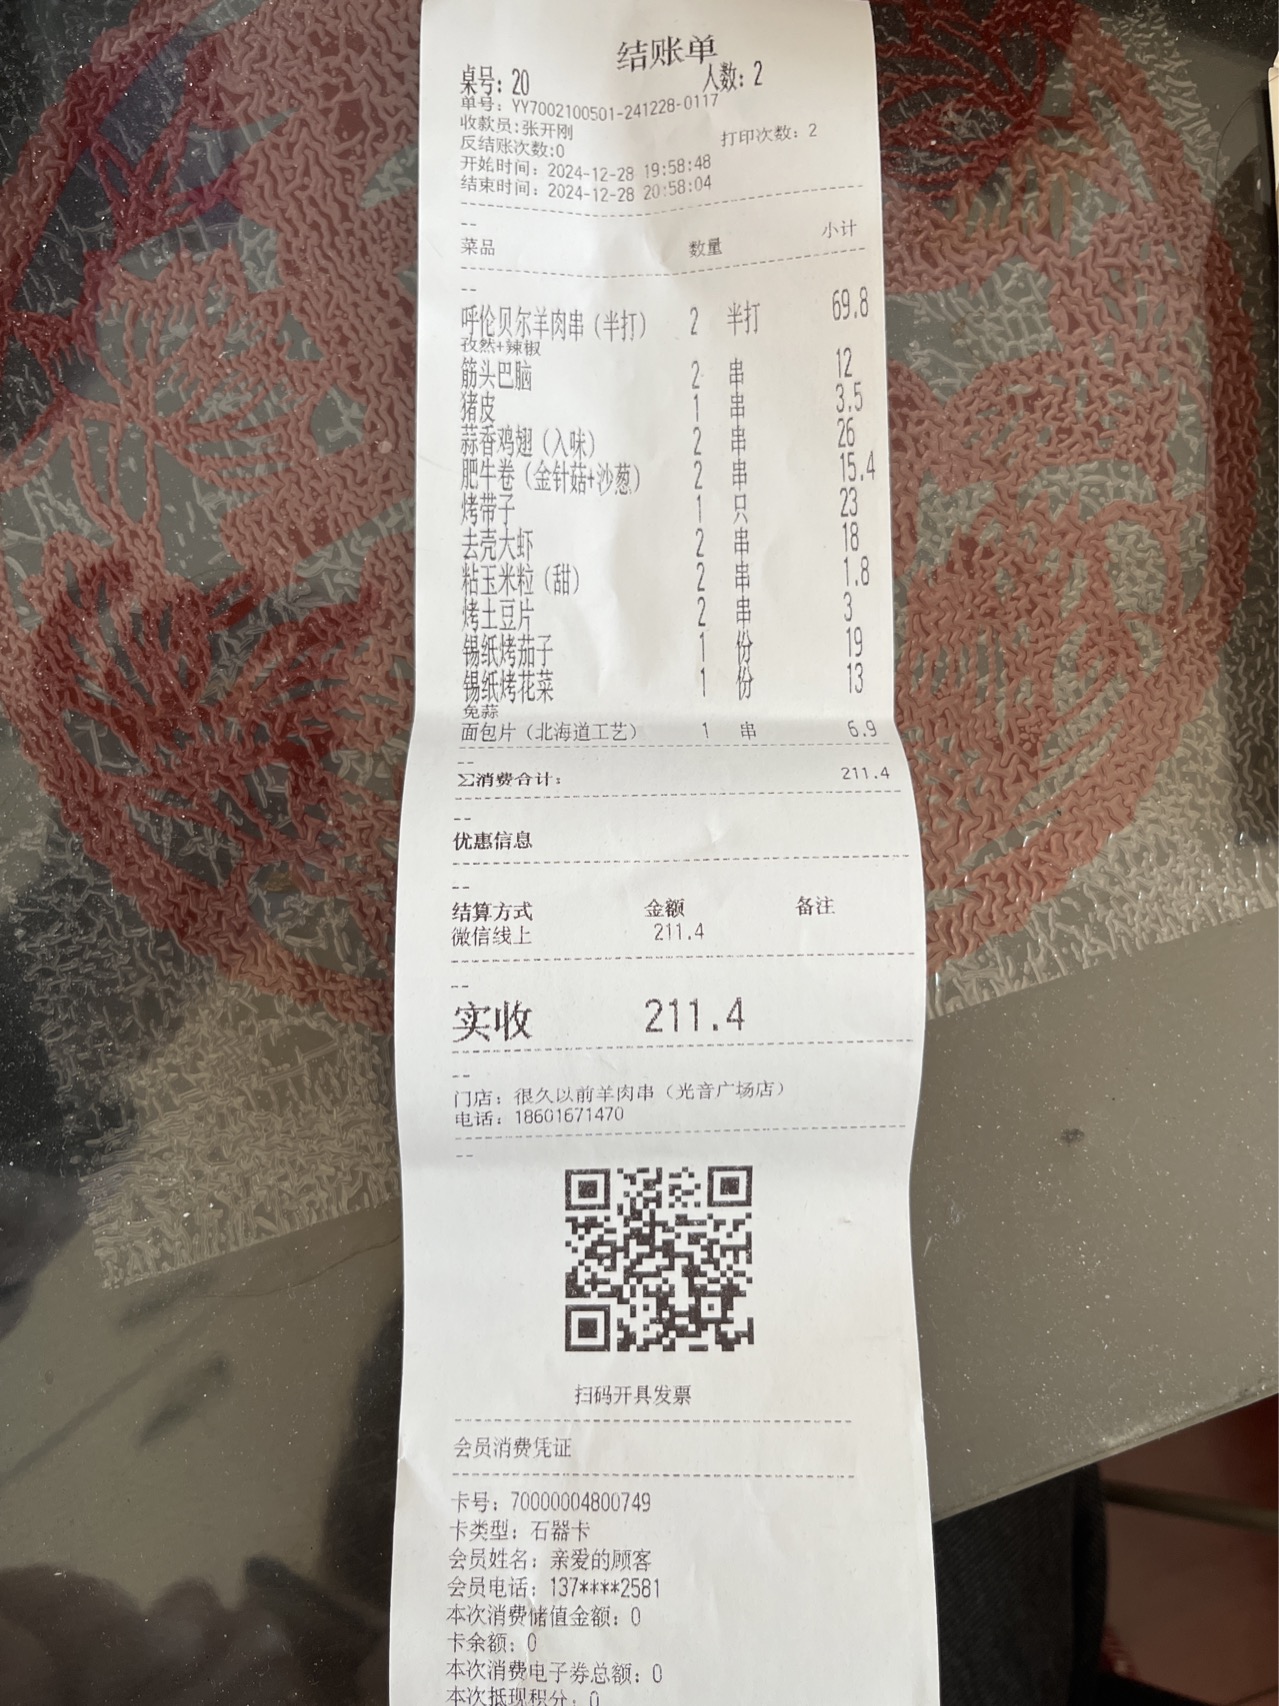 结账单
桌号: 20 人数: 2
单号: YY7002100501-241228-0117
收款员:张开刚
反结账次数:0 打印次数: 2
开始时间: 2024-12-28 19:58:48
结束时间: 2024-12-28 20:58:04
--
菜品 数量 小计
--
呼伦贝尔羊肉串（半打） 2 半打 69.8
孜然+辣椒
筋头巴脑 2 串 12
猪皮 1 串 3.5
蒜香鸡翅（入味） 2 串 26
肥牛卷（金针菇+沙葱） 2 串 15.4
烤带子 1 只 23
去壳大虾 2 串 18
粘玉米粒（甜） 2 串 1.8
烤土豆片 2 串 3
锡纸烤茄子 1 份 19
锡纸烤花菜 1 份 13
免蒜
面包片（北海道工艺） 1 串 6.9
--
Σ消费合计: 211.4
--
优惠信息
--
结算方式 金额 备注
微信线上 211.4
--
实收 211.4
--
门店: 很久以前羊肉串（光音广场店）
电话: 18601671470
--
扫码开具发票
会员消费凭证
卡号: 70000004800749
卡类型: 石器卡
会员姓名: 亲爱的顾客
会员电话: 137****2581
本次消费储值金额: 0
卡余额: 0
本次消费电子券总额: 0
本次抵现积分: 0